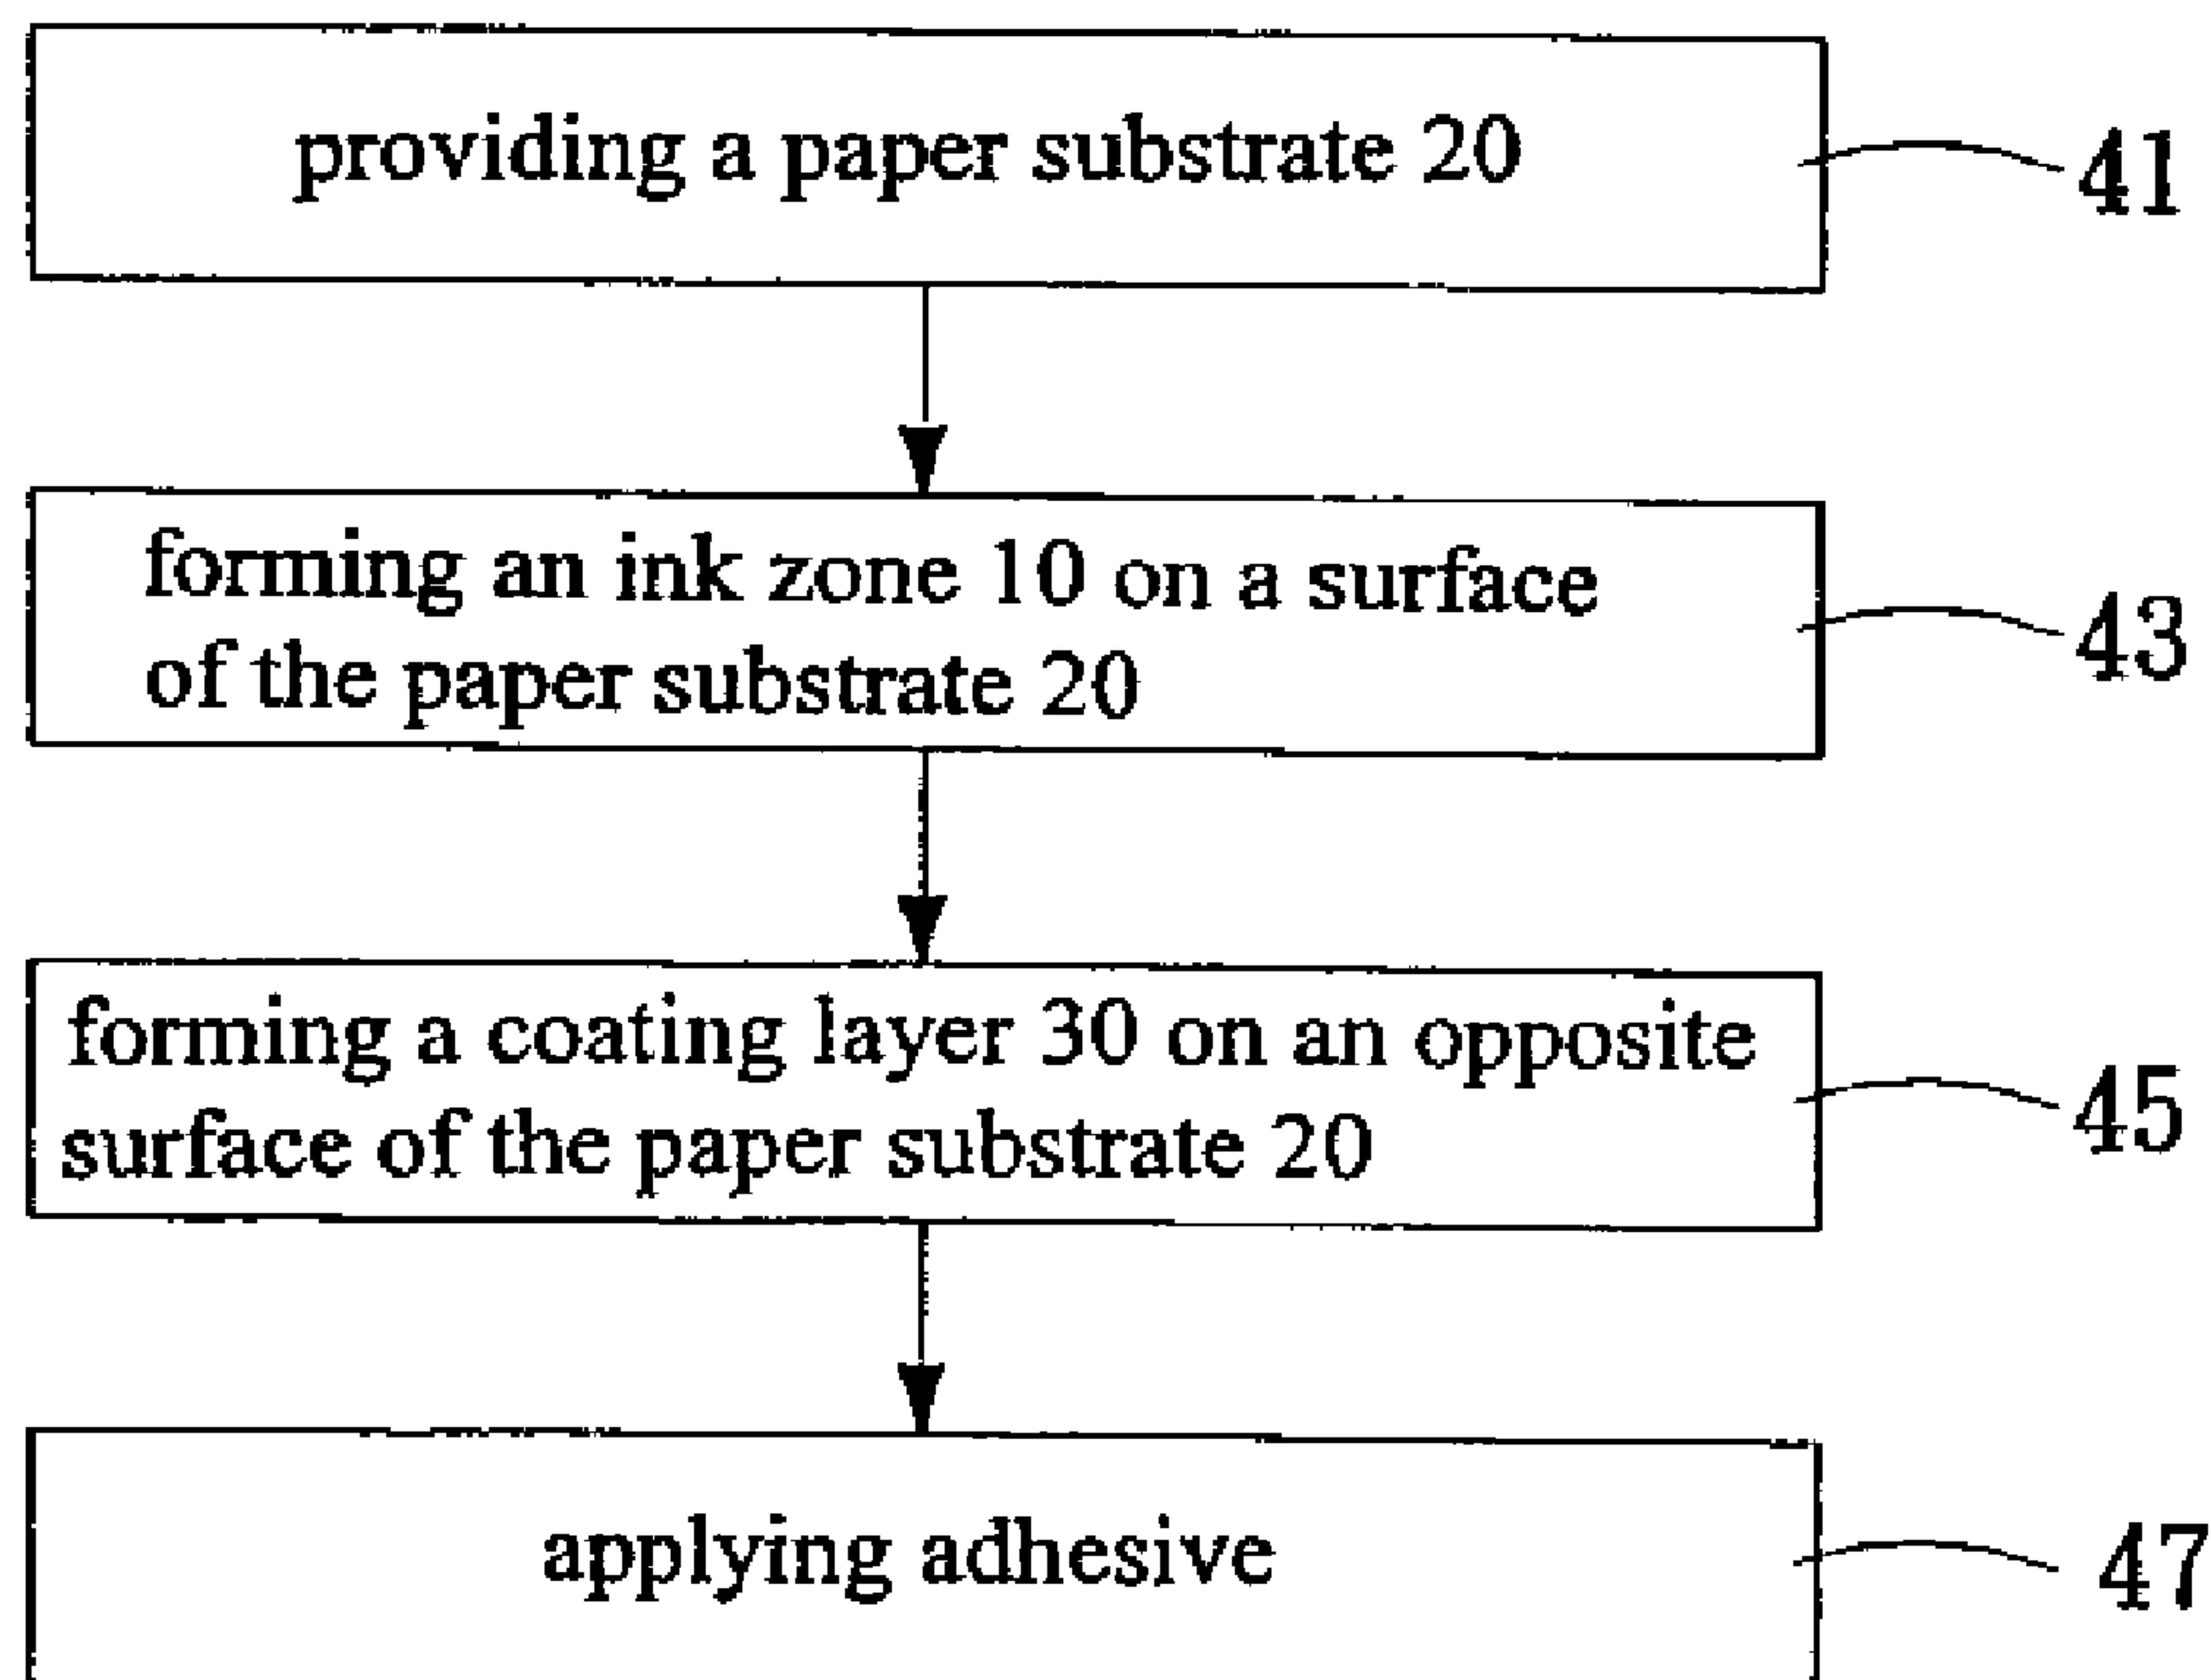 providing a paper substrate 20
41
forming an ink zone 10 on a surface
of the paper substrate 20
43
forming a coating layer 30 on an opposite
surface of the paper substrate 20
45
applying adhesive
47